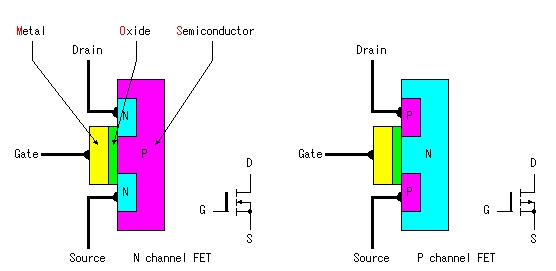 Metal Oxide Semiconductor
Drain Drain
N P
Gate P Gate N
N P
D D
G G
S S
Source N channel FET Source P channel FET